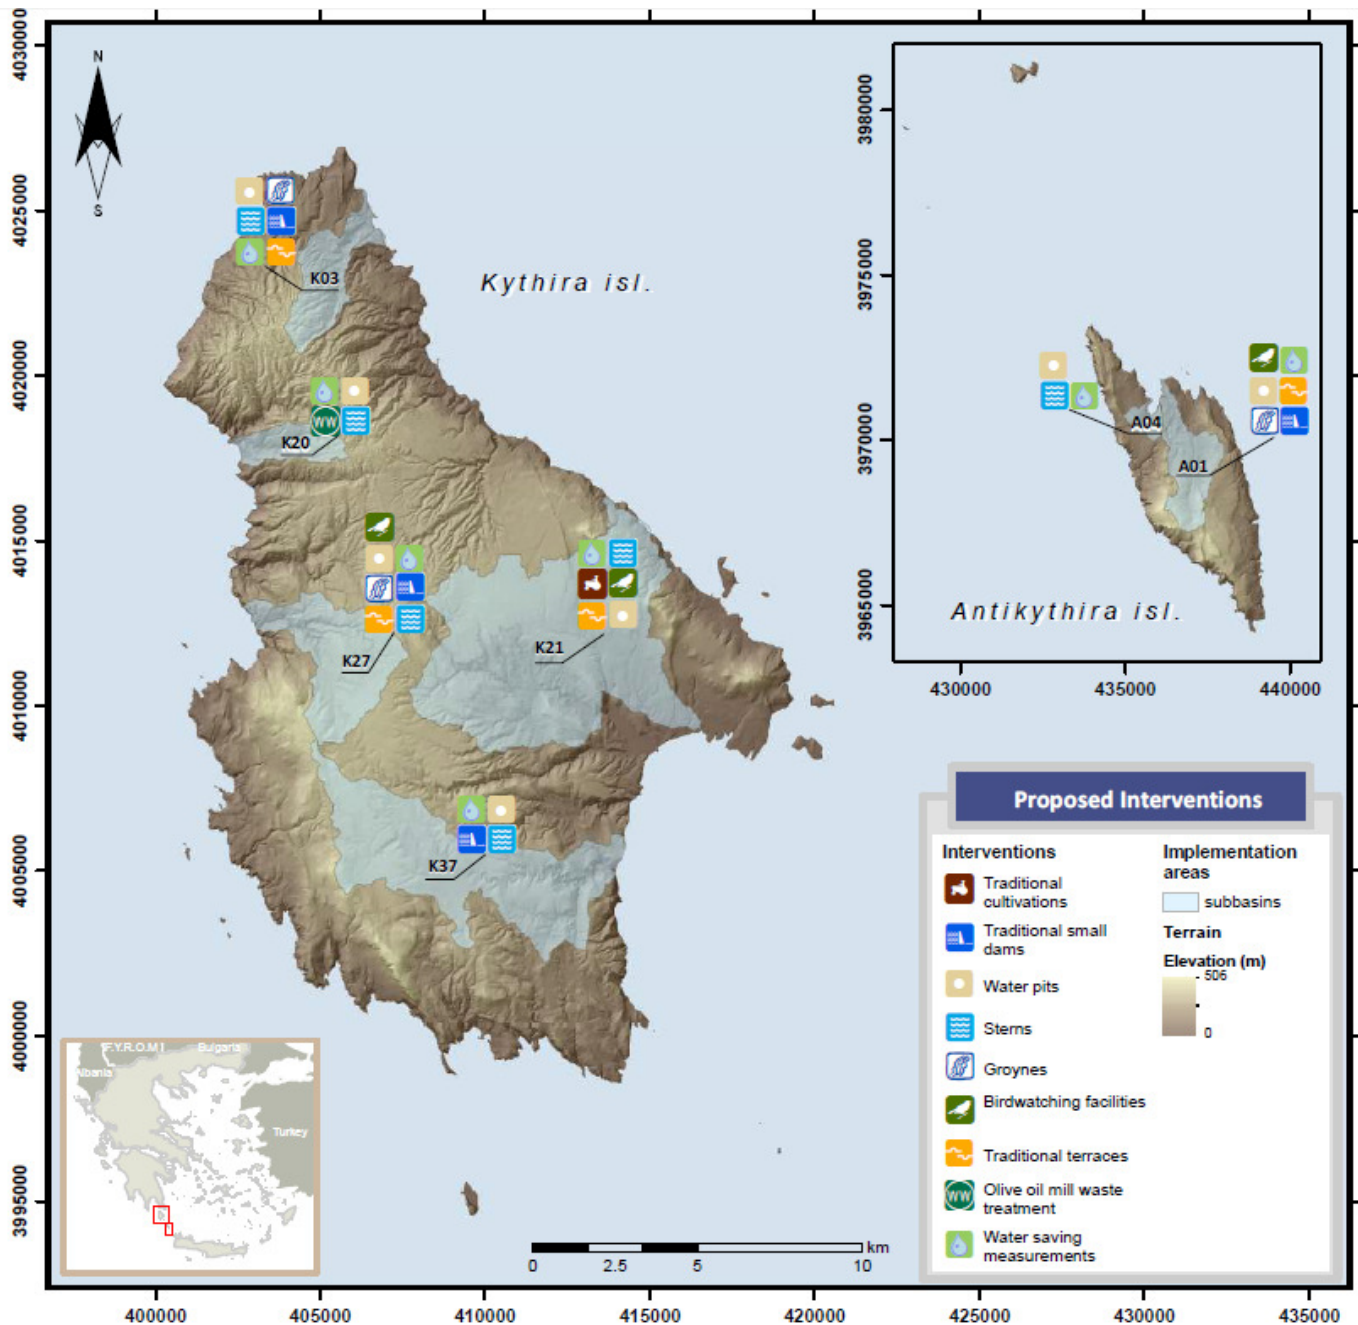 N
S
4030000
4025000
4020000
4015000
4010000
4005000
4000000
3995000
Kythira isl.
K03
K20
K27
K21
K37
3980000
3975000
3970000
3965000
A04
A01
Antikythira isl.
430000
435000
440000
Proposed Interventions
Interventions
Traditional
cultivations
Traditional small
dams
Water pits
Sterns
Groynes
Birdwatching facilities
Traditional terraces
WW
Olive oil mill waste
treatment
Water saving
measurements
Implementation
areas
subbasins
Terrain
Elevation (m)
506
0
WW
F.Y.R.O.M
Bulgaria
Albania
Turkey
km
0
2.5
5
10
400000
405000
410000
415000
420000
425000
430000
435000